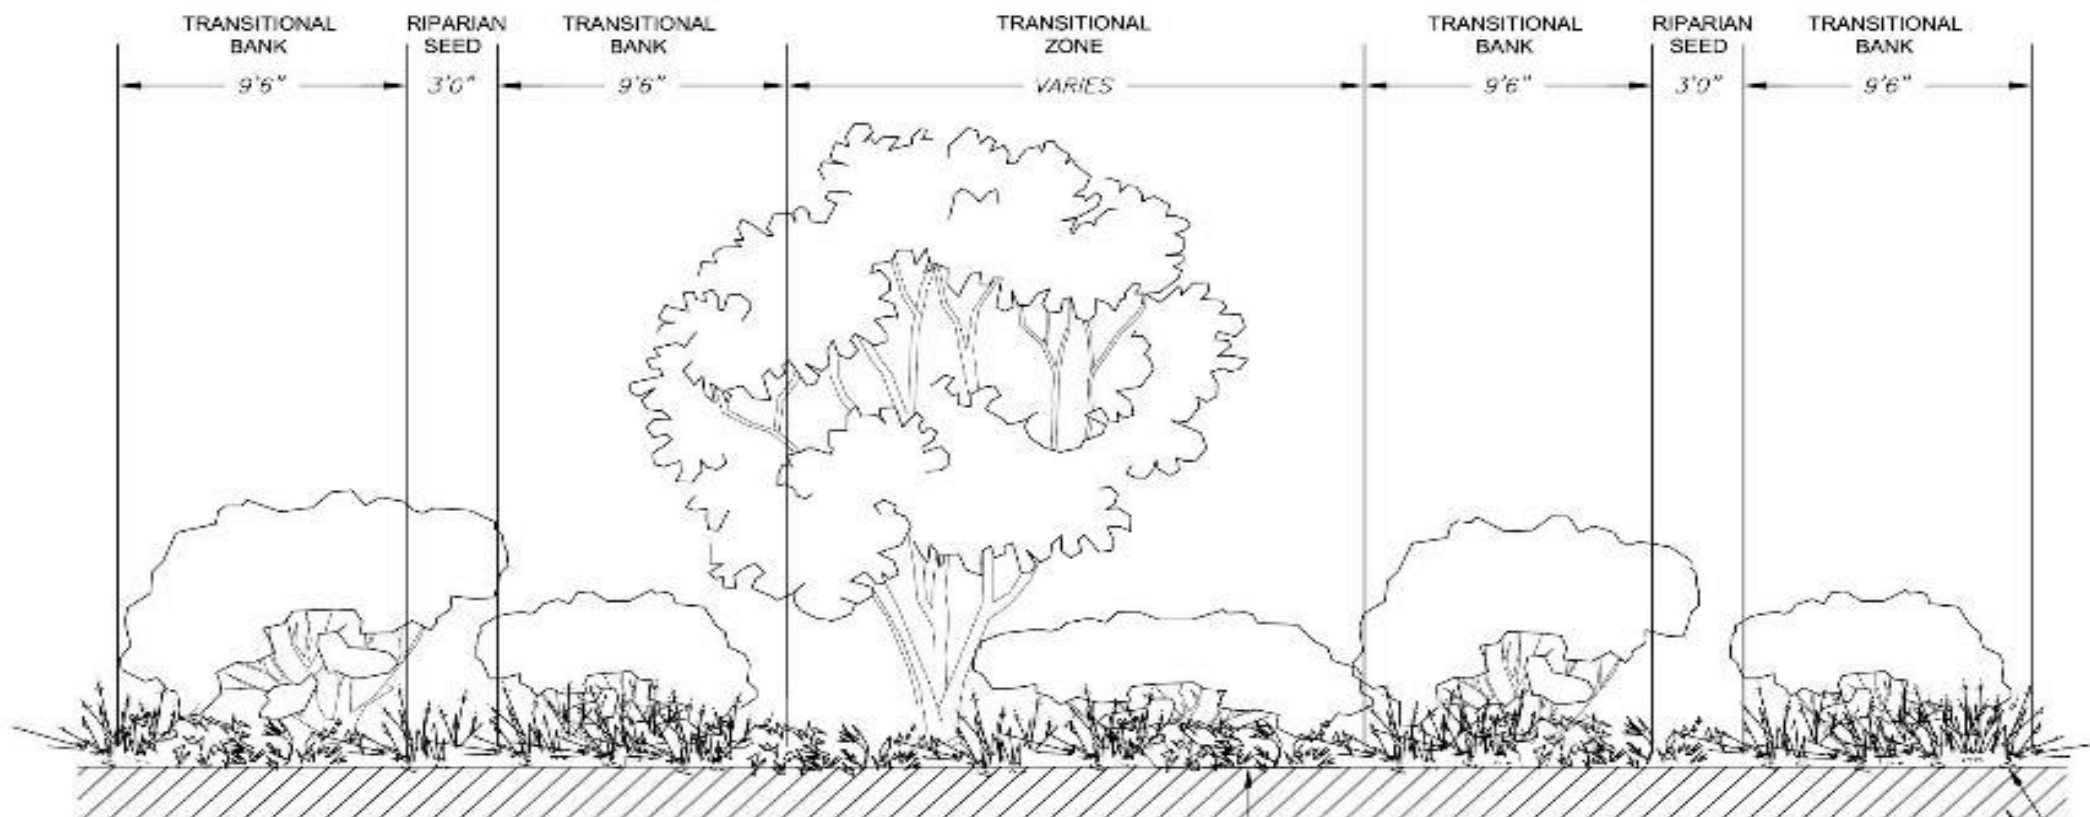 TRANSITIONAL BANK
RIPARIAN SEED
TRANSITIONAL BANK
TRANSITIONAL ZONE
TRANSITIONAL BANK
RIPARIAN SEED
TRANSITIONAL BANK
9'6" 3'0" 9'6" VARIES 9'6" 3'0" 9'6"